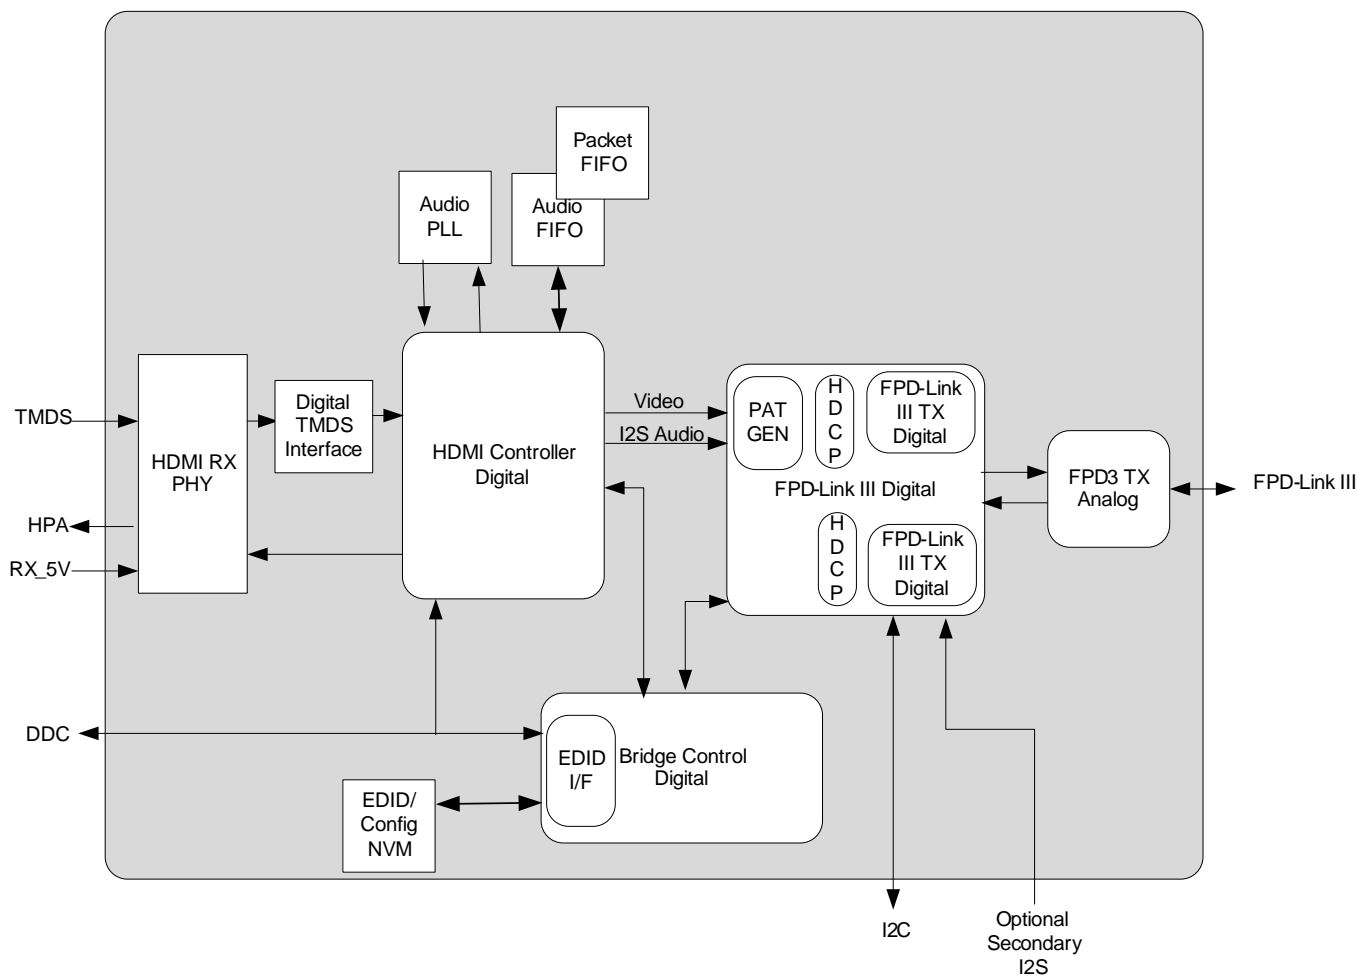 Packet
FIFO
Audio
PLL
Audio
FIFO
TMDS
HPA
RX_5V
HDMI RX
PHY
Digital
TMDS
Interface
HDMI Controller
Digital
Video
I2S Audio
PAT
GEN
H
D
C
P
FPD-Link
III TX
Digital
FPD-Link III Digital
H
D
C
P
FPD-Link
III TX
Digital
FPD3 TX
Analog
FPD-Link III
DDC
EDID
I/F
Bridge Control
Digital
EDID/
Config
NVM
I2C
Optional
Secondary
I2S